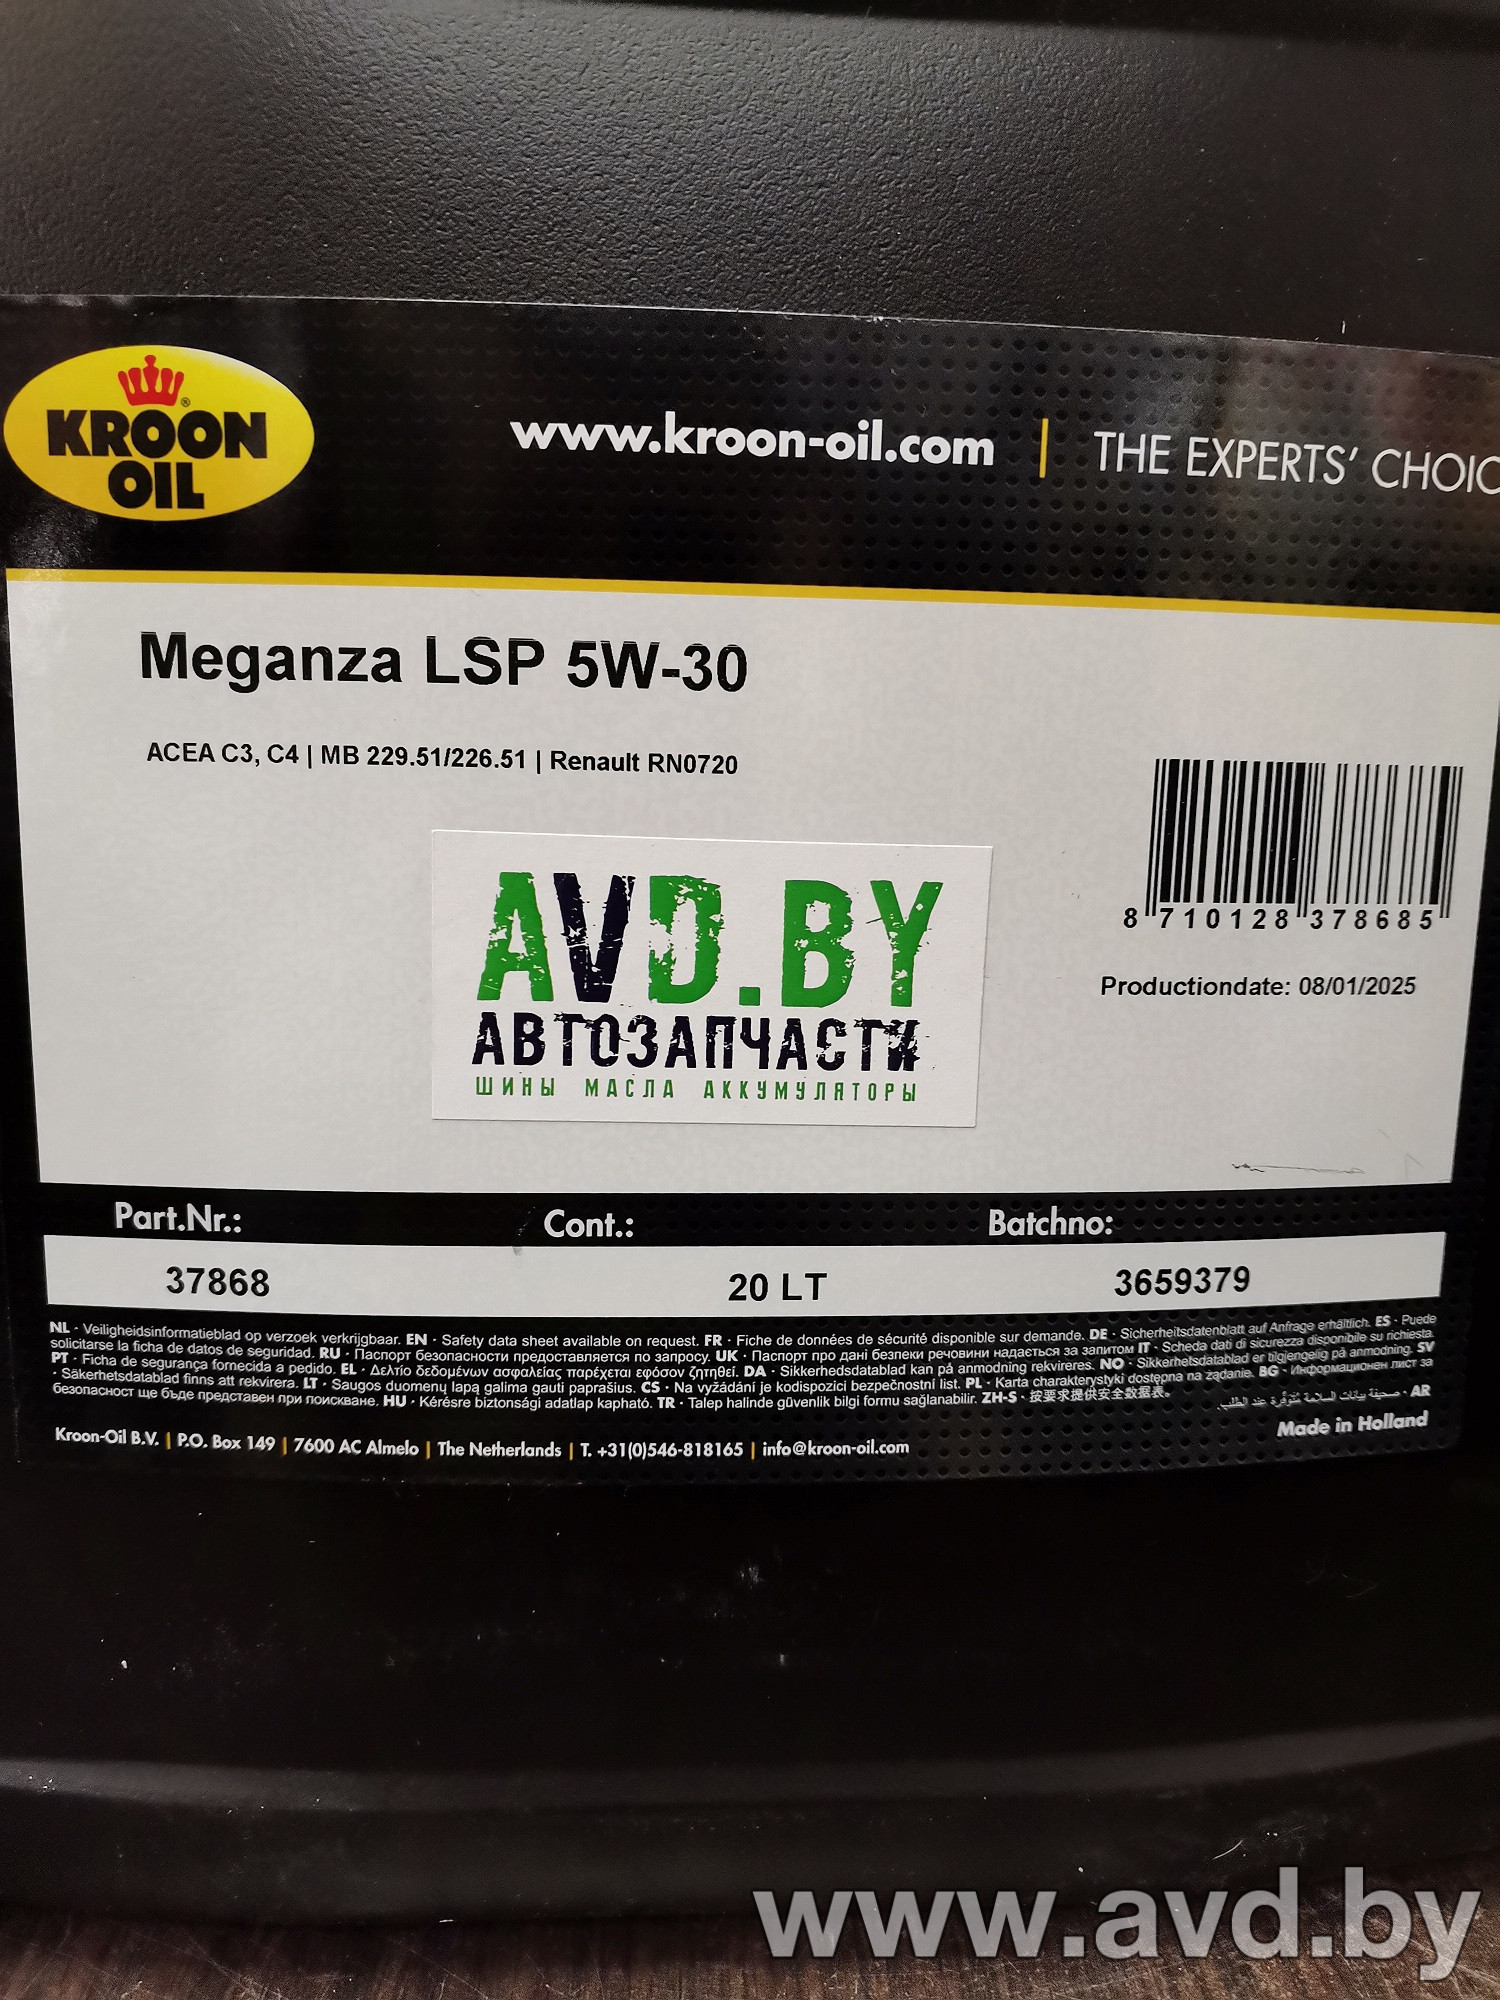 KROON
OIL
www.kroon-oil.com | THE EXPERTS' CHOIC
Meganza LSP 5W-30
ACEA C3, C4 | MB 229.51/226.51 | Renault RN0720
8 710128 378685
Productiondate: 08/01/2025
AVD.BY
АВТОЗАПЧАСТИ
ШИНЫ МАСЛА АККУМУЛЯТОРЫ
Part.Nr.: Cont.: Batchno:
37868 20 LT 3659379
NL · Veiligheidsinformatieblad op verzoek verkrijgbaar. EN · Safety data sheet available on request. FR · Fiche de données de sécurité disponible sur demande. DE · Sicherheitsdatenblatt auf Anfrage erhältlich. ES · Puede
solicitarse la ficha de datos de seguridad. RU · Паспорт безопасности предоставляется по запросу. UK · Паспорт про дані безпеки речовини надається за запитом IT · Scheda dati di sicurezza disponibile su richiesta.
PT · Ficha de segurança fornecida a pedido. EL · Δελτίο δεδομένων ασφαλείας παρέχεται εφόσον ζητηθεί. DA · Sikkerhedsdatablad kan på anmodning rekvireres. NO · Sikkerhetsdatablad er tilgjengelig på anmodning. SV
· Säkerhetsdatablad finns att rekvirera. LT · Saugos duomenų lapą galima gauti paprašius. CS · Na vyžádání je kodispozici bezpečnostní list. PL · Karta charakterystyki dostępna na żądanie. BG · Информационен лист за
безопасност ще бъде представен при поискване. HU · Kérésre biztonsági adatlap kapható. TR · Talep halinde güvenlik bilgi formu sağlanabilir. ZH-S · 按要求提供安全数据表。 AR · صحيفة بيانات السلامة مُتوفّرة عند الطلب.
Made in Holland
Kroon-Oil B.V. | P.O. Box 149 | 7600 AC Almelo | The Netherlands | T. +31(0)546-818165 | info@kroon-oil.com
www.avd.by